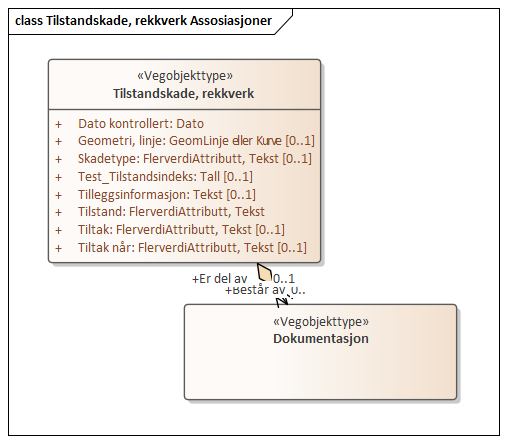 class Tilstandskade, rekkverk Assosiasjoner
«Vegobjekttype»
Tilstandskade, rekkverk
+ Dato kontrollert: Dato
+ Geometri, linje: GeomLinje eller Kurve [0..1]
+ Skadetype: FlerverdiAttributt, Tekst [0..1]
+ Test_Tilstandsindeks: Tall [0..1]
+ Tilleggsinformasjon: Tekst [0..1]
+ Tilstand: FlerverdiAttributt, Tekst
+ Tiltak: FlerverdiAttributt, Tekst [0..1]
+ Tiltak når: FlerverdiAttributt, Tekst [0..1]
+Er del av 0..1
+Består av 0..
«Vegobjekttype»
Dokumentasjon